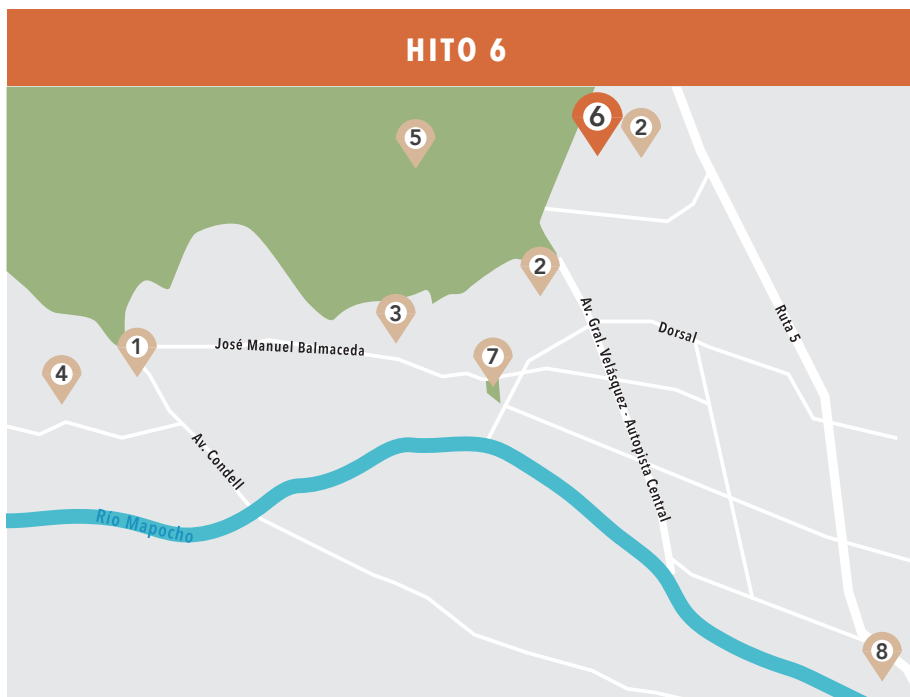 HITO 6
6
2
5
2
3
1
José Manuel Balmaceda
7
4
Av. Gral. Velásquez - Autopista Central
Dorsal
Ruta 5
Av. Condell
Río Mapocho
8